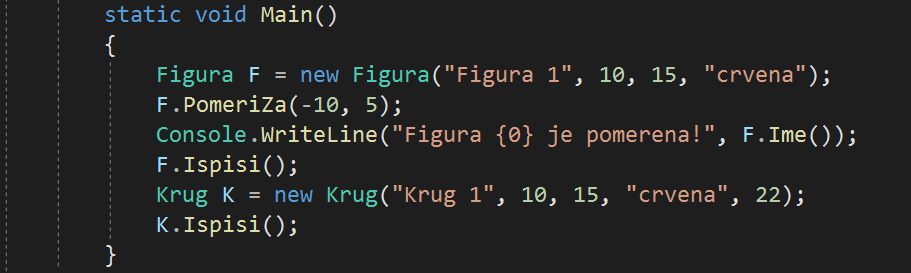 static void Main()
{
Figura F = new Figura("Figura 1", 10, 15, "crvena");
F.PomeriZa(-10, 5);
Console.WriteLine("Figura {0} je pomerena!", F.Ime());
F.Ispisi();
Krug K = new Krug("Krug 1", 10, 15, "crvena", 22);
K.Ispisi();
}